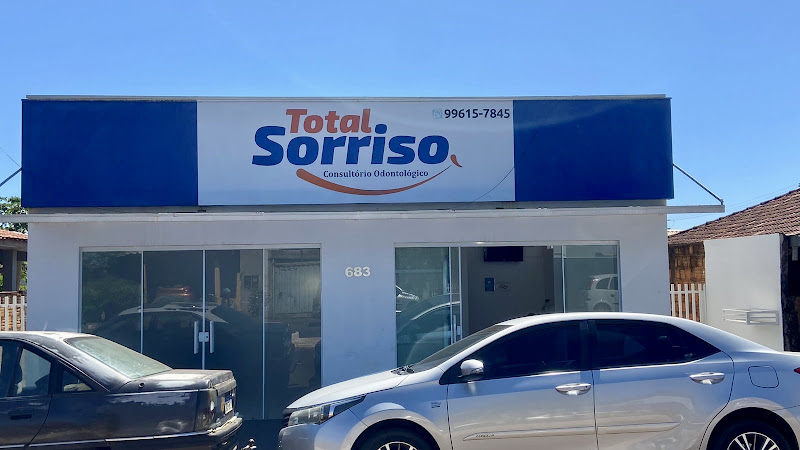 Total
Sorriso
Consultório Odontológico
99615-7845
683